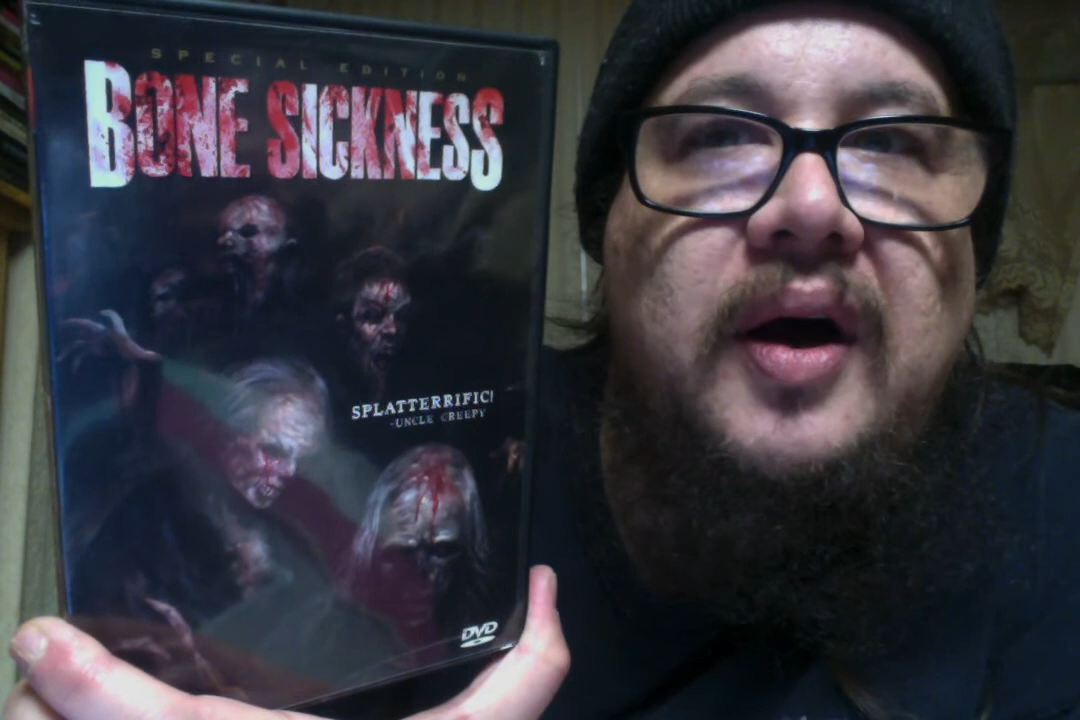 SPECIAL EDITION
BONE SICKNESS
SPLATTERRIFIC!
-UNCLE CREEPY
DVD